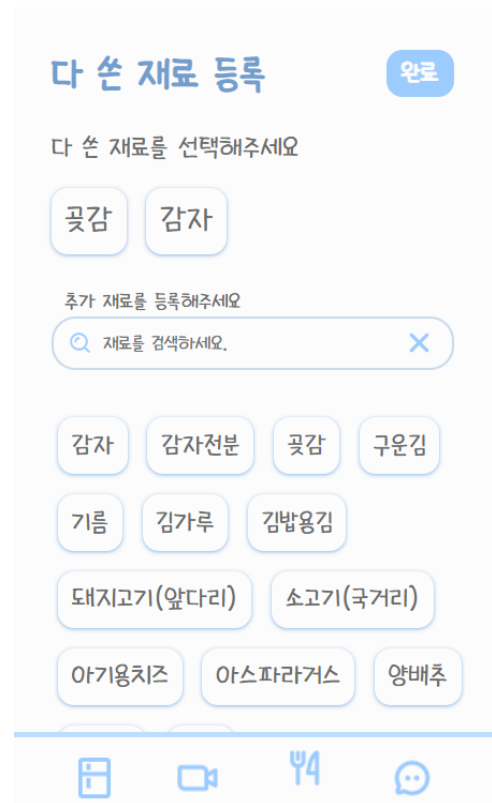 다 쓴 재료 등록 완료
다 쓴 재료를 선택해주세요
곶감 감자
추가 재료를 등록해주세요
재료를 검색하세요.
감자 감자전분 곶감 구운김
기름 김가루 김밥용김
돼지고기(앞다리) 소고기(국거리)
아기용치즈 아스파라거스 양배추